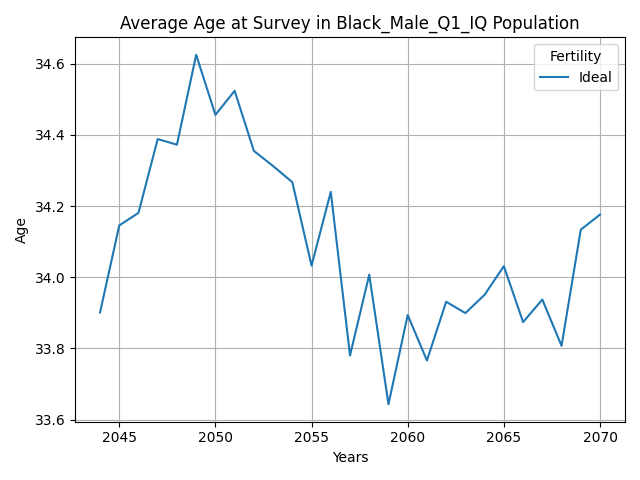 Average Age at Survey in Black_Male_Q1_IQ Population
Fertility
Ideal
34.6
34.4
34.2
34.0
33.8
33.6
Age
2045 2050 2055 2060 2065 2070
Years